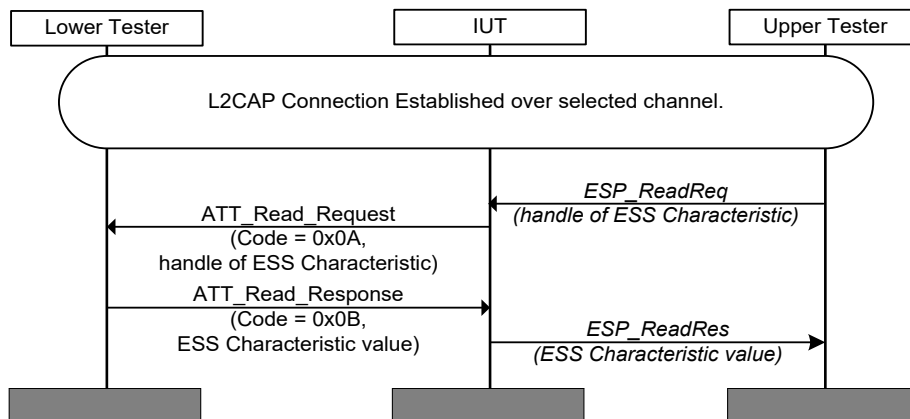 Lower Tester
IUT
Upper Tester
L2CAP Connection Established over selected channel.
ESP_ReadReq
(handle of ESS Characteristic)
ATT_Read_Request
(Code = 0x0A,
handle of ESS Characteristic)
ATT_Read_Response
(Code = 0x0B,
ESS Characteristic value)
ESP_ReadRes
(ESS Characteristic value)